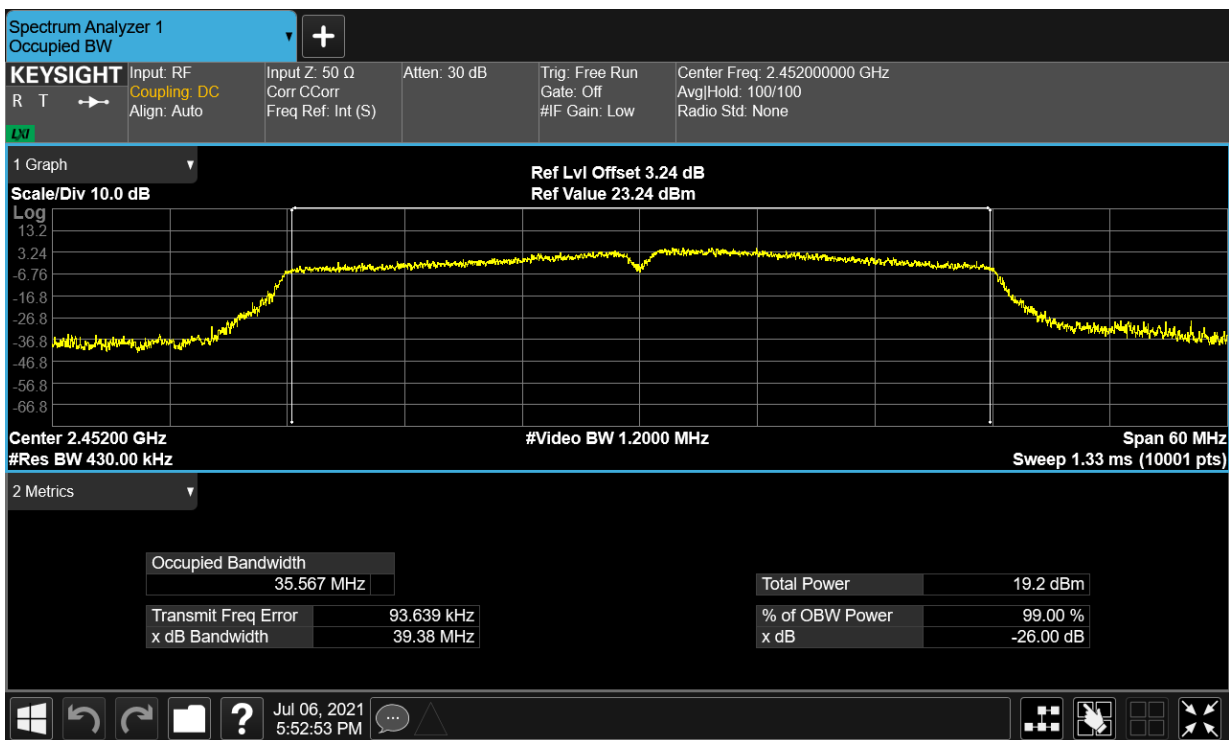 Spectrum Analyzer 1
Occupied BW
▼
+
KEYSIGHT Input: RF Input Z: 50 Ω Atten: 30 dB Trig: Free Run Center Freq: 2.452000000 GHz
R T Coupling: DC Corr CCorr Gate: Off Avg|Hold: 100/100
Align: Auto Freq Ref: Int (S) #IF Gain: Low Radio Std: None
LXI
1 Graph ▼ Ref Lvl Offset 3.24 dB
Scale/Div 10.0 dB Ref Value 23.24 dBm
Log
13.2
3.24
-6.76
-16.8
-26.8
-36.8
-46.8
-56.8
-66.8
Center 2.45200 GHz #Video BW 1.2000 MHz Span 60 MHz
#Res BW 430.00 kHz Sweep 1.33 ms (10001 pts)
2 Metrics ▼
Occupied Bandwidth
35.567 MHz Total Power 19.2 dBm
Transmit Freq Error 93.639 kHz % of OBW Power 99.00 %
x dB Bandwidth 39.38 MHz x dB -26.00 dB
? Jul 06, 2021
5:52:53 PM